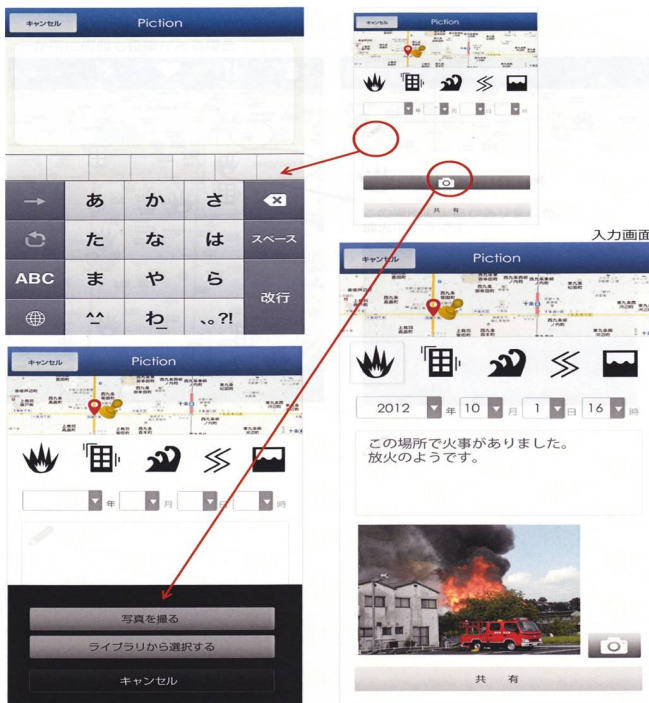 キャンセル Piction
→ あ か さ
た な は スペース
ABC ま や ら 改行
^^ わ 、。?!
キャンセル Piction
年 月 日 時
共 有
入力画面
キャンセル Piction
2012 年 10 月 1 日 16 時
この場所で火事がありました。
放火のようです。
共 有
キャンセル Piction
年 月 日 時
写真を撮る
ライブラリから選択する
キャンセル